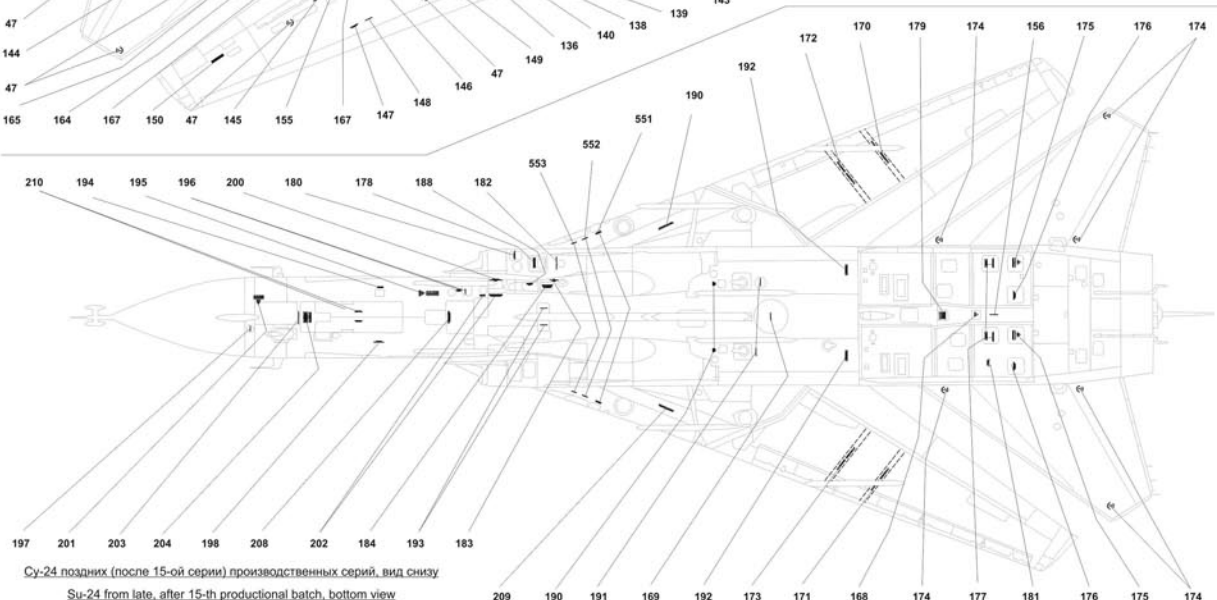 47 139 143
144 138
140
136
47 149
47
146
148
165 164 167 150 47 145 155 167 147
170 179 174 156 175 176 174
172
192
190
551
552
553
210 194 195 196 200 180 178 188 182
197 201 203 204 198 208 202 184 193 183
Су-24 поздних (после 15-ой серии) производственных серий, вид снизу
Su-24 from late, after 15-th productional batch, bottom view
209 190 191 169 192 173 171 168 174 177 181 176 175 174